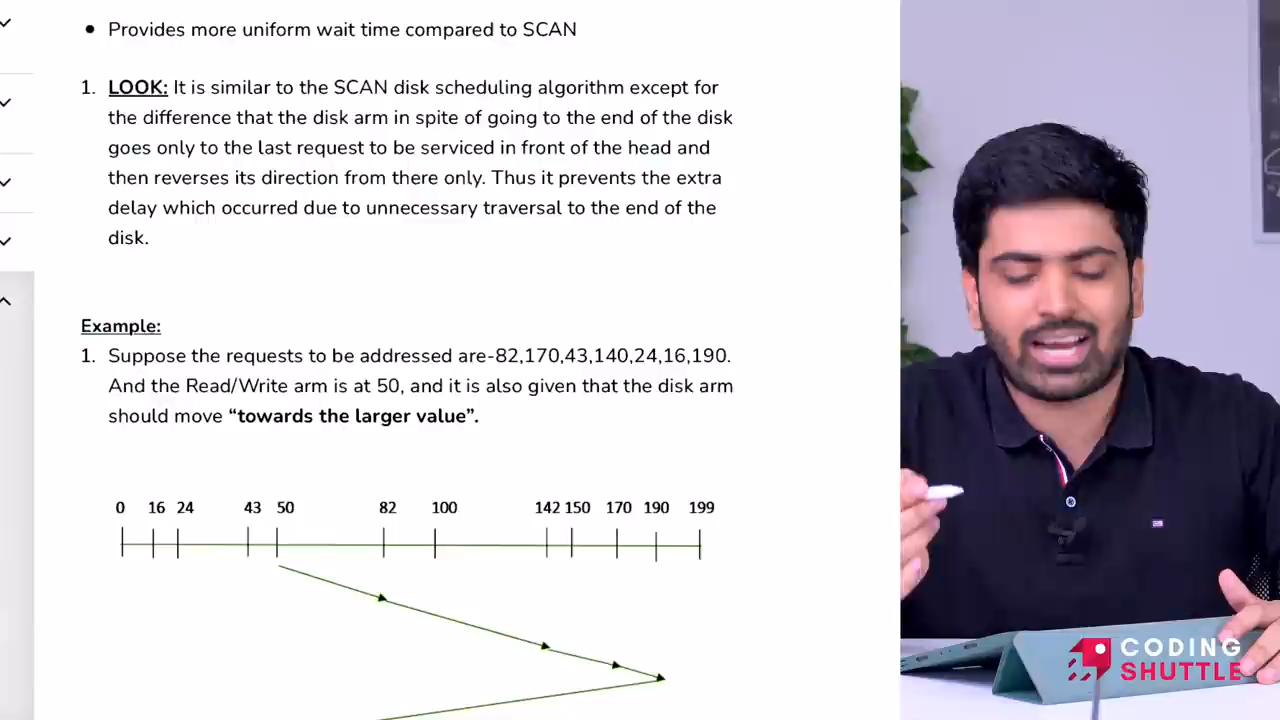 ● Provides more uniform wait time compared to SCAN
1. LOOK: It is similar to the SCAN disk scheduling algorithm except for
the difference that the disk arm in spite of going to the end of the disk
goes only to the last request to be serviced in front of the head and
then reverses its direction from there only. Thus it prevents the extra
delay which occurred due to unnecessary traversal to the end of the
disk.
Example:
1. Suppose the requests to be addressed are-82,170,43,140,24,16,190.
And the Read/Write arm is at 50, and it is also given that the disk arm
should move “towards the larger value”.
0 16 24 43 50 82 100 142 150 170 190 199
CODING
SHUTTLE